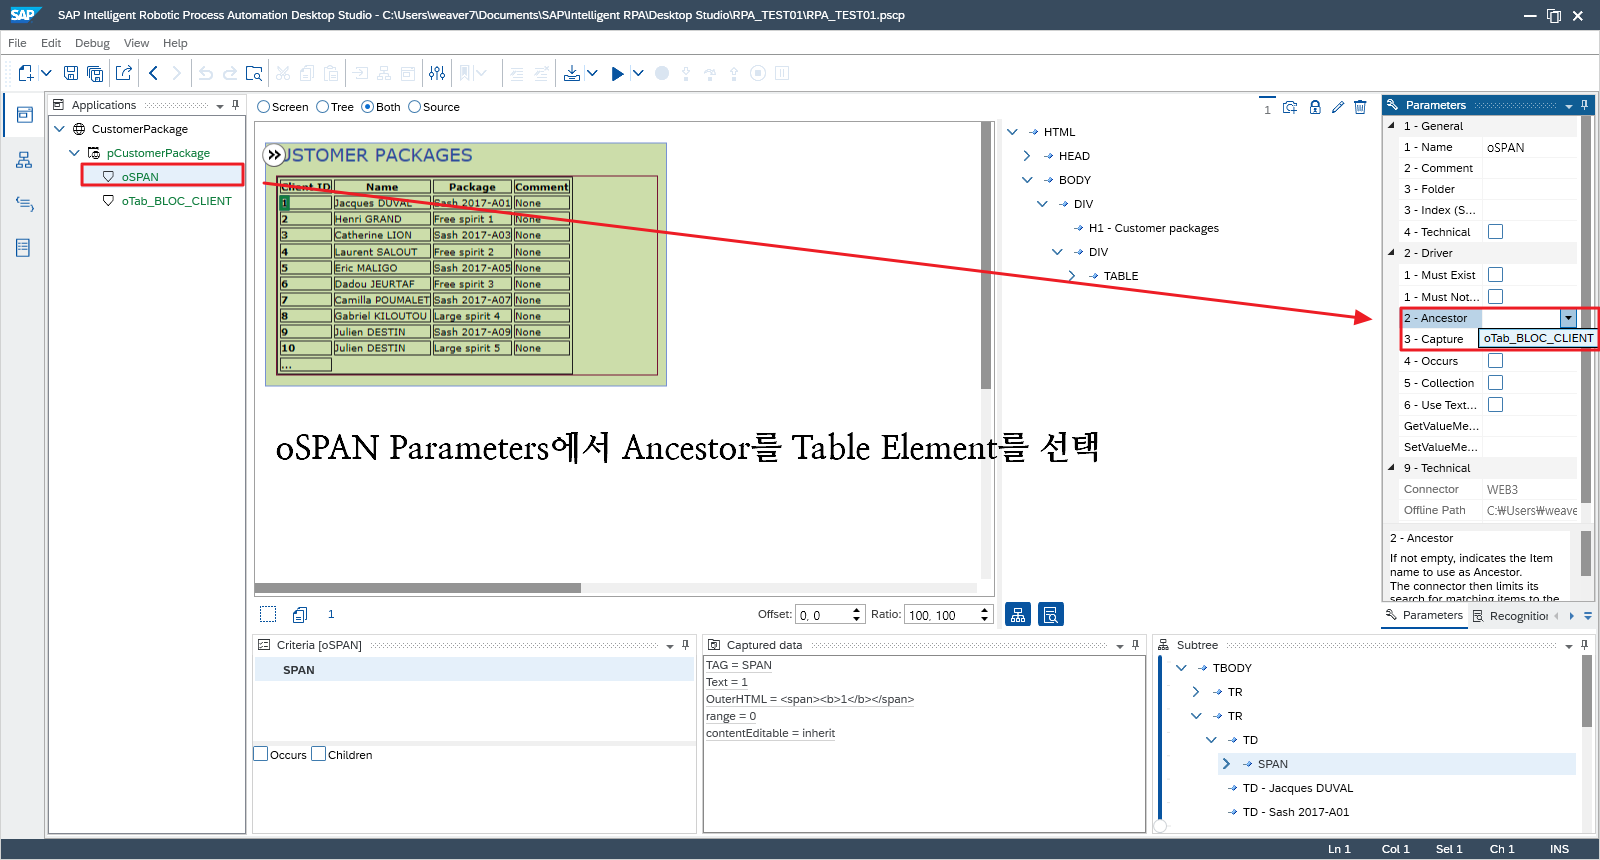 SAP SAP Intelligent Robotic Process Automation Desktop Studio - C:\Users\weaver7\Documents\SAP\Intelligent RPA\Desktop Studio\RPA_TEST01\RPA_TEST01.pscp
File Edit Debug View Help
Applications
CustomerPackage
pCustomerPackage
oSPAN
oTab_BLOC_CLIENT
Screen Tree Both Source
1
USTOMER PACKAGES
Client ID Name Package Comment
1 Jacques DUVAL Sash 2017-A01 None
2 Henri GRAND Free spirit 1 None
3 Catherine LION Sash 2017-A03 None
4 Laurent SALOUT Free spirit 2 None
5 Eric MALIGO Sash 2017-A05 None
6 Dadou JEURTAF Free spirit 3 None
7 Camilla POUMALET Sash 2017-A07 None
8 Gabriel KILOUTOU Large spirit 4 None
9 Julien DESTIN Sash 2017-A09 None
10 Julien DESTIN Large spirit 5 None
...
oSPAN Parameters에서 Ancestor를 Table Element를 선택
1
Offset: 0, 0 Ratio: 100, 100
HTML
HEAD
BODY
DIV
H1 - Customer packages
DIV
TABLE
Parameters
1 - General
1 - Name oSPAN
2 - Comment
3 - Folder
3 - Index (S...
4 - Technical
2 - Driver
1 - Must Exist
1 - Must Not...
2 - Ancestor
3 - Capture oTab_BLOC_CLIENT
4 - Occurs
5 - Collection
6 - Use Text...
GetValueMe...
SetValueMe...
9 - Technical
Connector WEB3
Offline Path C:₩Users₩weave
2 - Ancestor
If not empty, indicates the Item
name to use as Ancestor.
The connector then limits its
search for matching items to the
Parameters Recognition
Criteria [oSPAN]
SPAN
Occurs Children
Captured data
TAG = SPAN
Text = 1
OuterHTML = <span><b>1</b></span>
range = 0
contentEditable = inherit
Subtree
TBODY
TR
TR
TD
SPAN
TD - Jacques DUVAL
TD - Sash 2017-A01
Ln 1 Col 1 Sel 1 Ch 1 INS